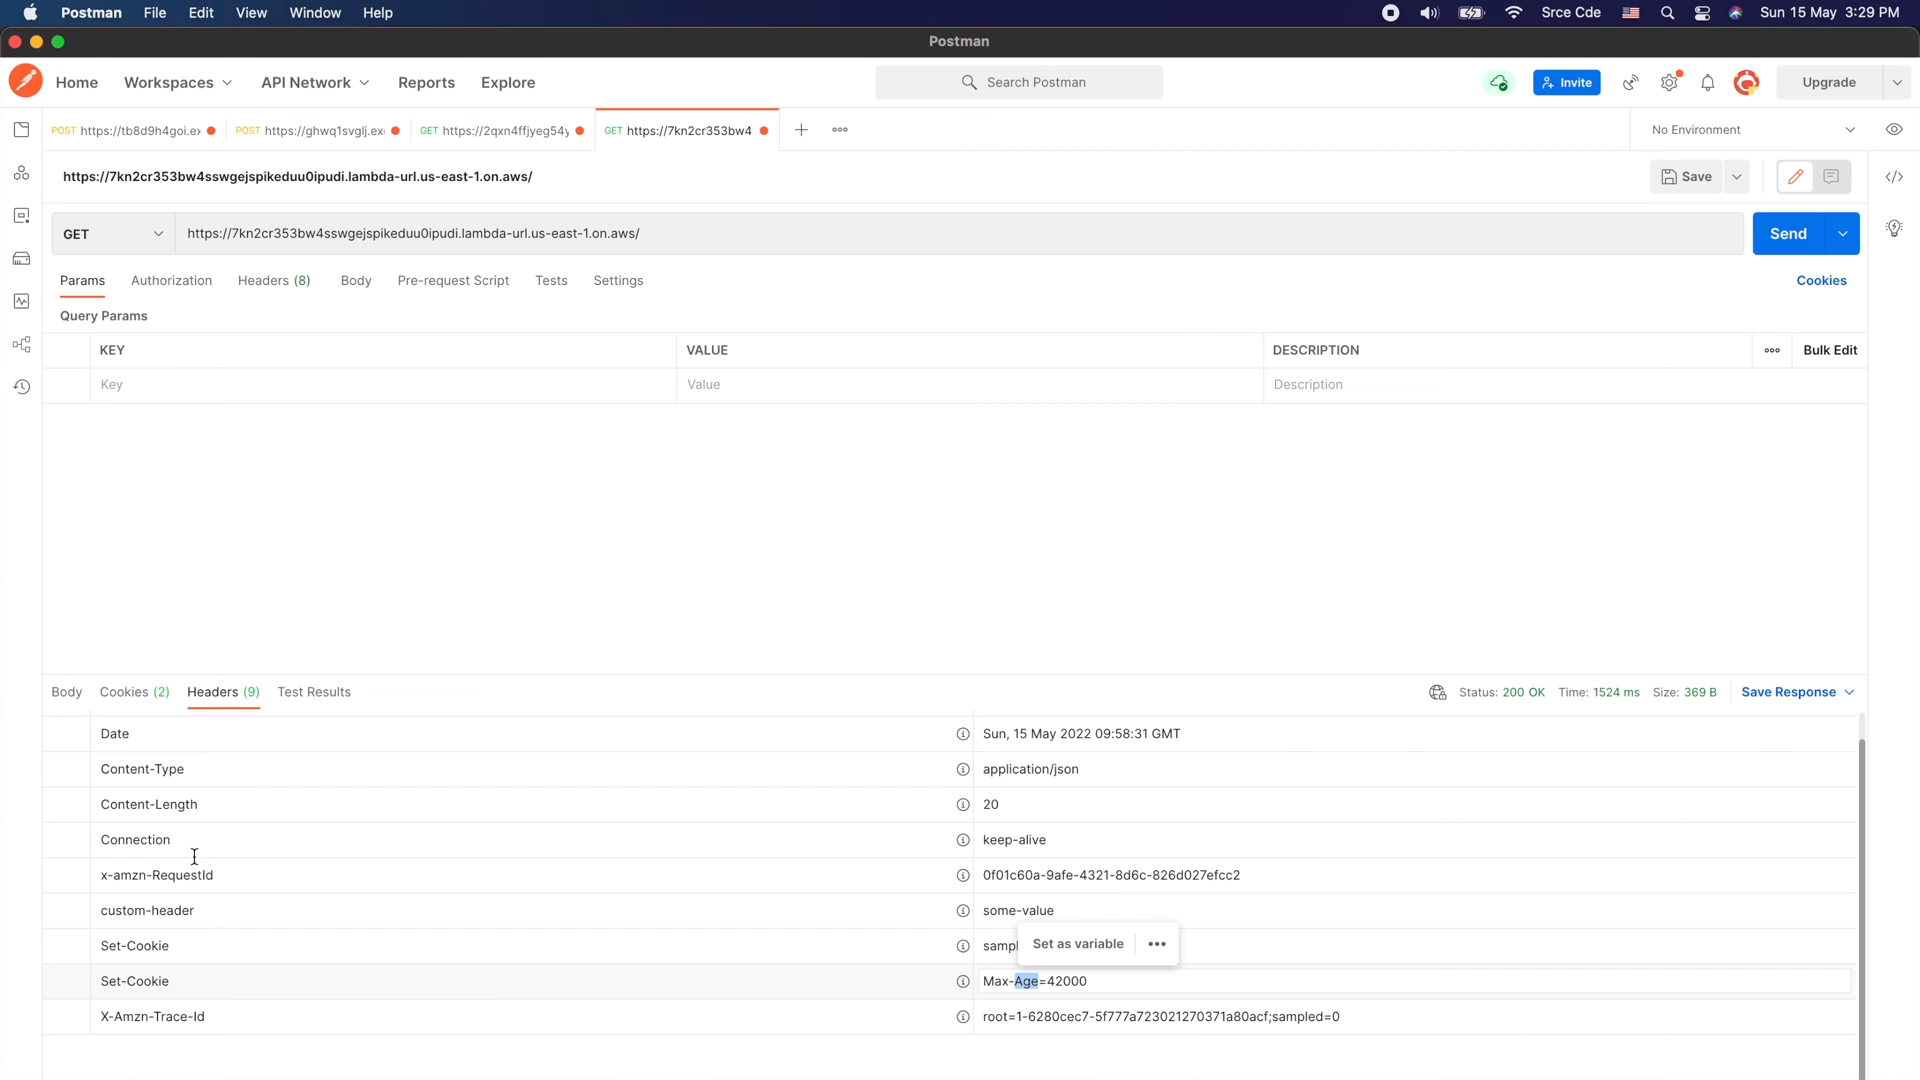 Postman File Edit View Window Help Srce Cde Sun 15 May 3:29 PM
Postman
Home Workspaces API Network Reports Explore Search Postman Invite Upgrade
POST https://tb8d9h4goi.ex POST https://ghwq1svglj.exe GET https://2qxn4ffjyeg54y GET https://7kn2cr353bw4 No Environment
https://7kn2cr353bw4sswgejspikeduu0ipudi.lambda-url.us-east-1.on.aws/ Save
GET https://7kn2cr353bw4sswgejspikeduu0ipudi.lambda-url.us-east-1.on.aws/ Send
Params Authorization Headers (8) Body Pre-request Script Tests Settings Cookies
Query Params
KEY VALUE DESCRIPTION Bulk Edit
Key Value Description
Body Cookies (2) Headers (9) Test Results Status: 200 OK Time: 1524 ms Size: 369 B Save Response
Date Sun, 15 May 2022 09:58:31 GMT
Content-Type application/json
Content-Length 20
Connection keep-alive
x-amzn-RequestId 0f01c60a-9afe-4321-8d6c-826d027efcc2
custom-header some-value
Set-Cookie samp Set as variable
Set-Cookie Max-Age=42000
X-Amzn-Trace-Id root=1-6280cec7-5f777a723021270371a80acf;sampled=0